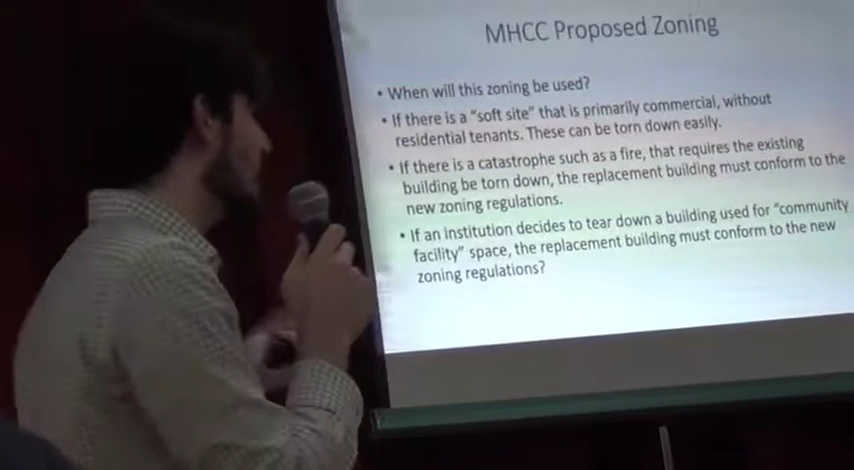 MHCC Proposed Zoning
• When will this zoning be used?
• If there is a "soft site" that is primarily commercial, without
residential tenants. These can be torn down easily.
• If there is a catastrophe such as a fire, that requires the existing
building be torn down, the replacement building must conform to the
new zoning regulations.
• If an institution decides to tear down a building used for "community
facility" space, the replacement building must conform to the new
zoning regulations?